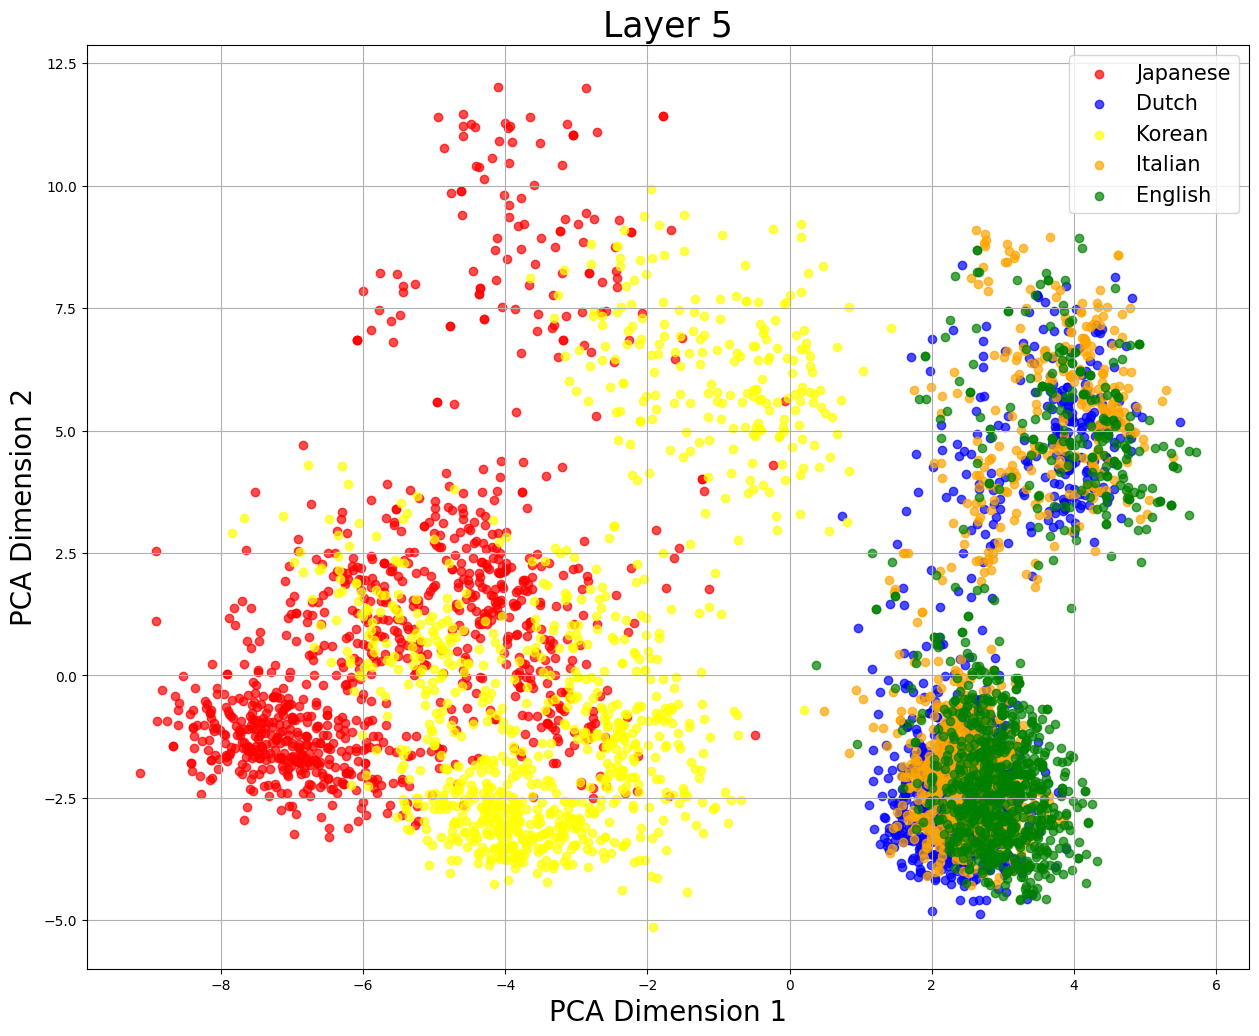 Layer 5
Japanese
Dutch
Korean
Italian
English
12.5
10.0
7.5
5.0
2.5
0.0
−2.5
−5.0
PCA Dimension 2
−8
−6
−4
−2
0
2
4
6
PCA Dimension 1